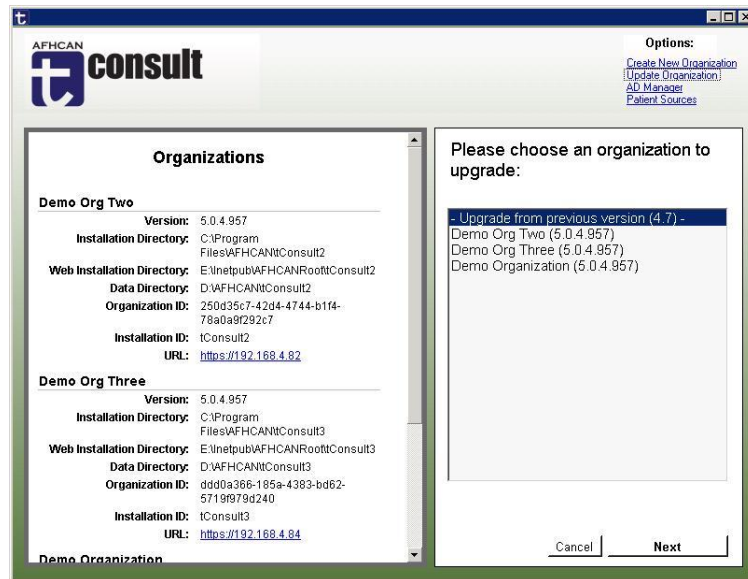 t
AFHCAN
t consult
Options:
Create New Organization
Update Organization
AD Manager
Patient Sources
Organizations
Demo Org Two
Version: 5.0.4.957
Installation Directory: C:\Program
Files\AFHCAN\tConsult2
Web Installation Directory: E:\Inetpub\AFHCANRoot\tConsult2
Data Directory: D:\AFHCAN\tConsult2
Organization ID: 250d35c7-42d4-4744-b1f4-
78a0a9f292c7
Installation ID: tConsult2
URL: https://192.168.4.82
Demo Org Three
Version: 5.0.4.957
Installation Directory: C:\Program
Files\AFHCAN\tConsult3
Web Installation Directory: E:\Inetpub\AFHCANRoot\tConsult3
Data Directory: D:\AFHCAN\tConsult3
Organization ID: ddd0a366-185a-4383-bd62-
5719f979d240
Installation ID: tConsult3
URL: https://192.168.4.84
Demo Organization
Please choose an organization to
upgrade:
- Upgrade from previous version (4.7) -
Demo Org Two (5.0.4.957)
Demo Org Three (5.0.4.957)
Demo Organization (5.0.4.957)
Cancel Next